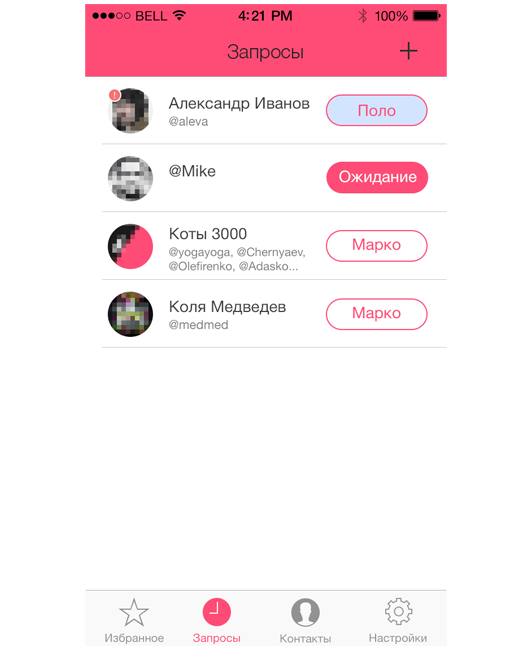 BELL 4:21 PM 100%
Запросы +
Александр Иванов
@aleva
Поло
@Mike
Ожидание
Коты 3000
@yogayoga, @Chernyaev,
@Olefirenko, @Adasko...
Марко
Коля Медведев
@medmed
Марко
Избранное Запросы Контакты Настройки